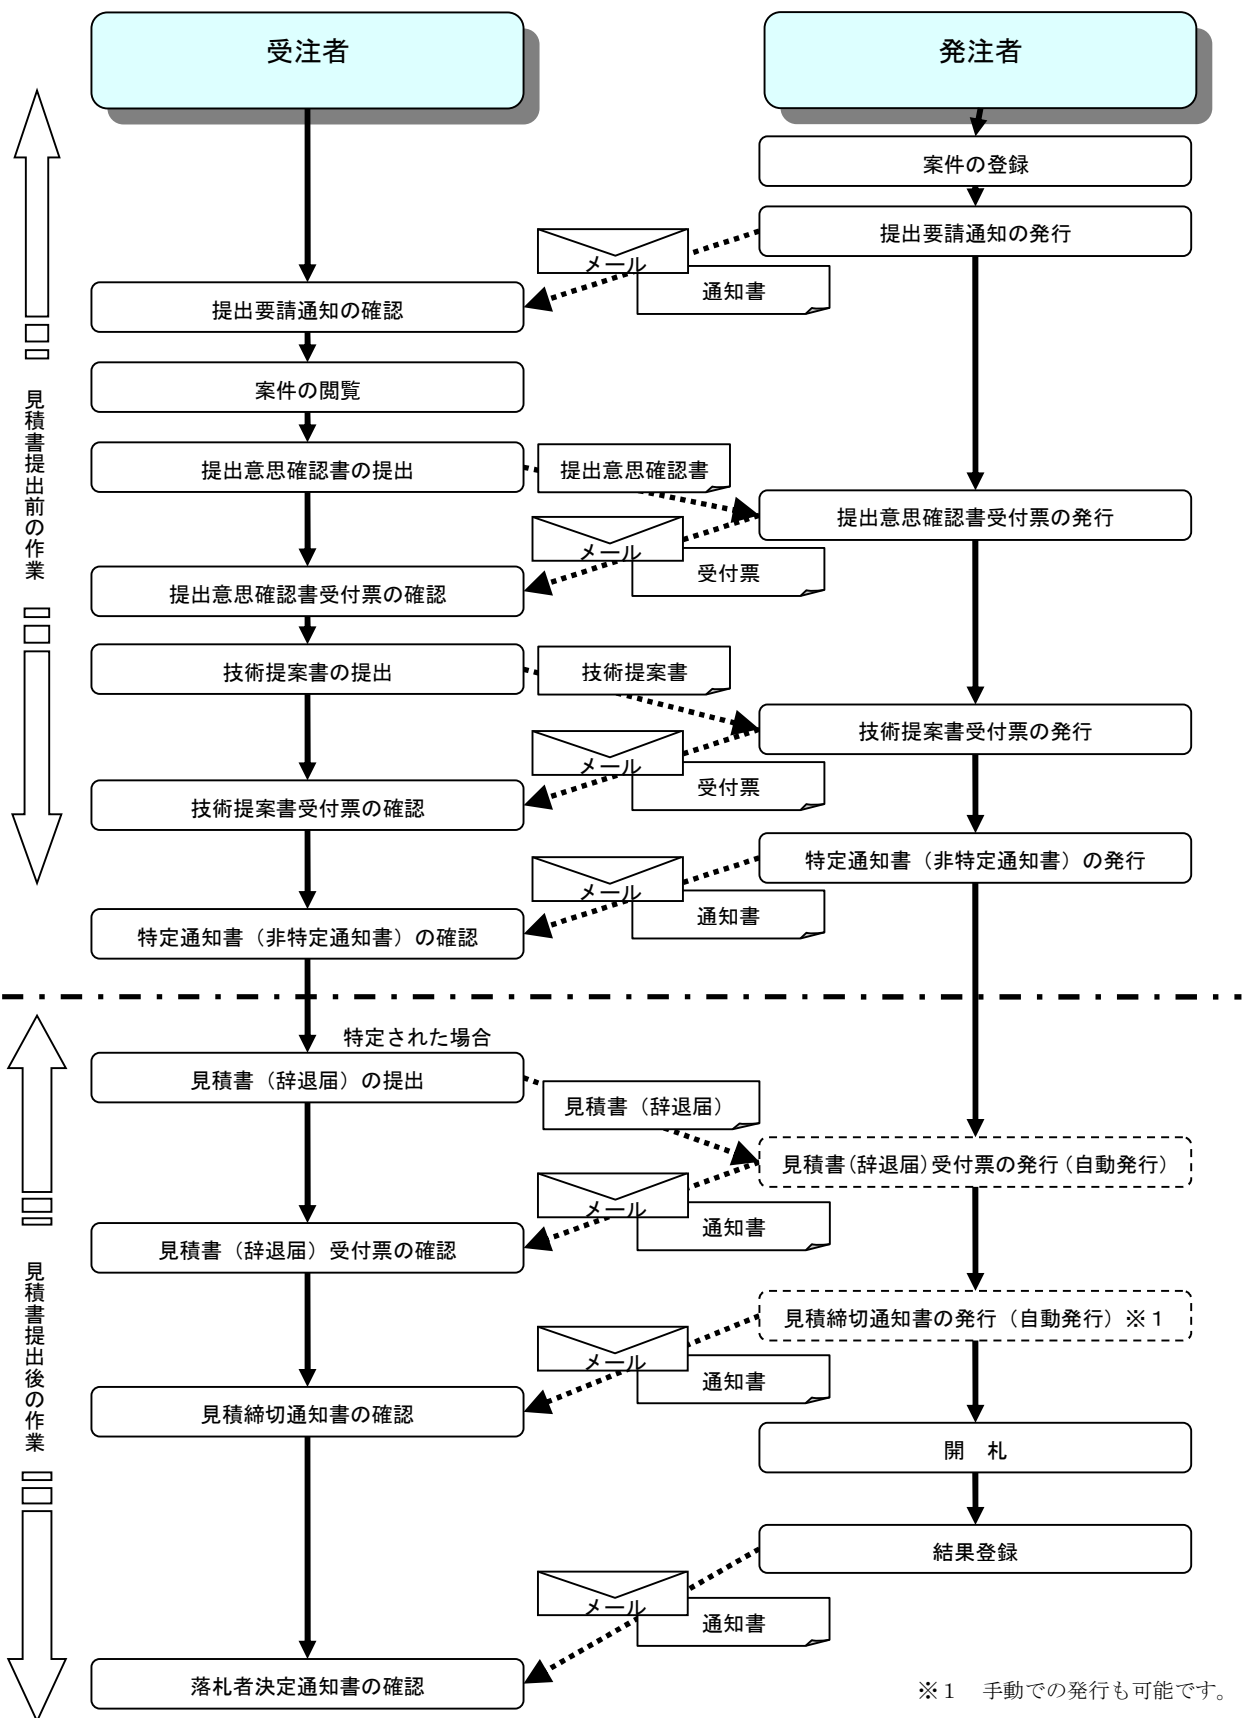 受注者
発注者
案件の登録
提出要請通知の発行
メール
通知書
提出要請通知の確認
案件の閲覧
見積書提出前の作業
提出意思確認書の提出
提出意思確認書
提出意思確認書受付票の発行
メール
受付票
提出意思確認書受付票の確認
技術提案書の提出
技術提案書
技術提案書受付票の発行
メール
受付票
技術提案書受付票の確認
特定通知書（非特定通知書）の発行
メール
通知書
特定通知書（非特定通知書）の確認
特定された場合
見積書（辞退届）の提出
見積書（辞退届）
見積書(辞退届)受付票の発行(自動発行)
メール
通知書
見積書（辞退届）受付票の確認
見積書提出後の作業
見積締切通知書の発行（自動発行）※１
メール
通知書
見積締切通知書の確認
開　札
結果登録
メール
通知書
落札者決定通知書の確認
※１　手動での発行も可能です。